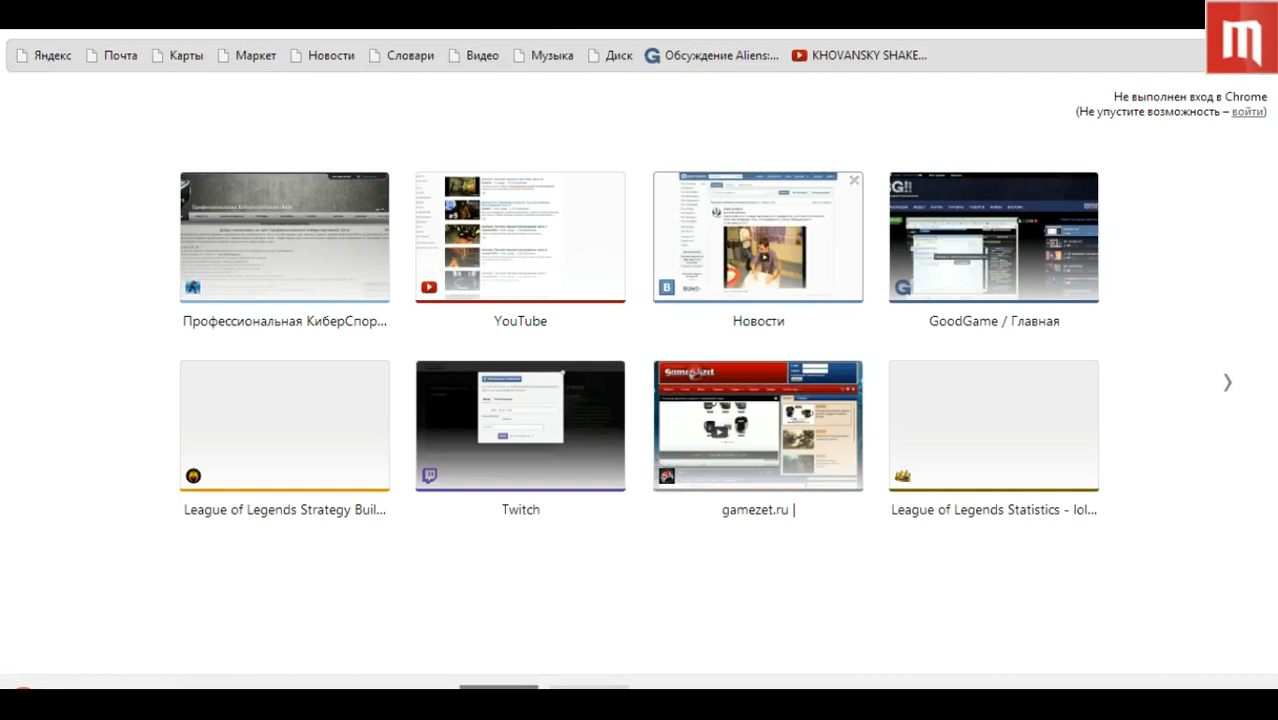 Яндекс Почта Карты Маркет Новости Словари Видео Музыка Диск Обсуждение Aliens:... KHOVANSKY SHAKE...
Не выполнен вход в Chrome
(Не упустите возможность – войти)
Профессиональная КиберСпор... YouTube Новости GoodGame / Главная
League of Legends Strategy Buil... Twitch gamezet.ru | League of Legends Statistics - lol...